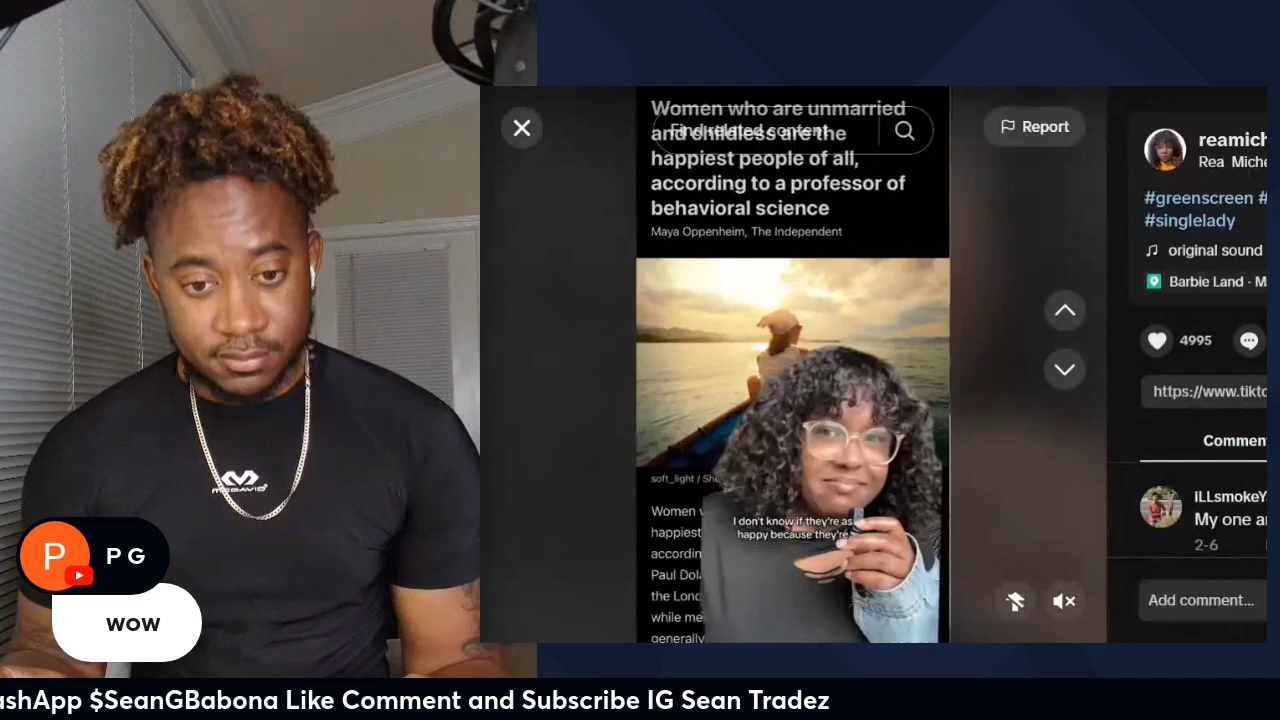 Women who are unmarried
and childless are the
happiest people of all,
according to a professor of
behavioral science
Find related content
Maya Oppenheim, The Independent
Report
reamich
Rea Miche
#greenscreen #
#singlelady
original sound
Barbie Land · M
4995
https://www.tikto
Commen
iLLsmokeY
My one a
2-6
Add comment...
soft_light / Sh
Women
happiest
accordin
Paul Dol
the Lond
while me
generally
I don't know if they're as
happy because they're
McDAVID
P
P G
wow
ashApp $SeanGBabona Like Comment and Subscribe IG Sean Tradez